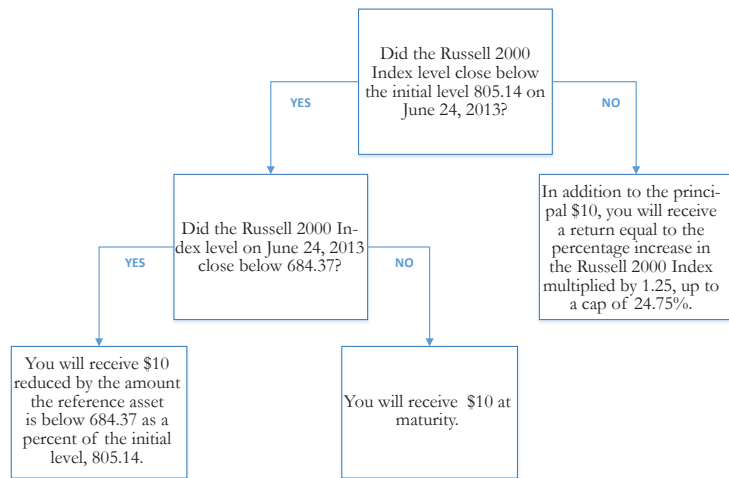 Did the Russell 2000
Index level close below
the initial level 805.14 on
June 24, 2013?
YES
NO
Did the Russell 2000 In-
dex level on June 24, 2013
close below 684.37?
In addition to the princi-
pal $10, you will receive
a return equal to the
percentage increase in
the Russell 2000 Index
multiplied by 1.25, up to
a cap of 24.75%.
YES
NO
You will receive $10
reduced by the amount
the reference asset
is below 684.37 as a
percent of the initial
level, 805.14.
You will receive $10 at
maturity.